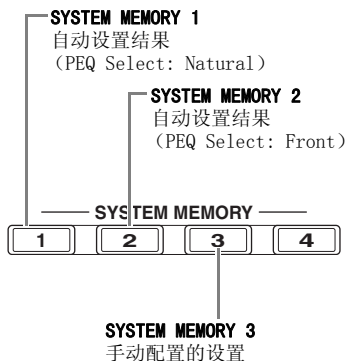 SYSTEM MEMORY 1
自动设置结果
（PEQ Select: Natural）
SYSTEM MEMORY 2
自动设置结果
（PEQ Select: Front）
SYSTEM MEMORY
1 2 3 4
SYSTEM MEMORY 3
手动配置的设置